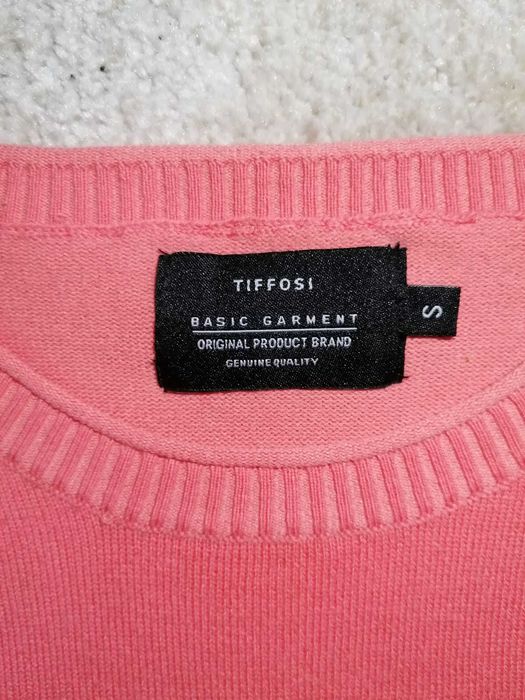 TIFFOSI
BASIC GARMENT
ORIGINAL PRODUCT BRAND
GENUINE QUALITY
S